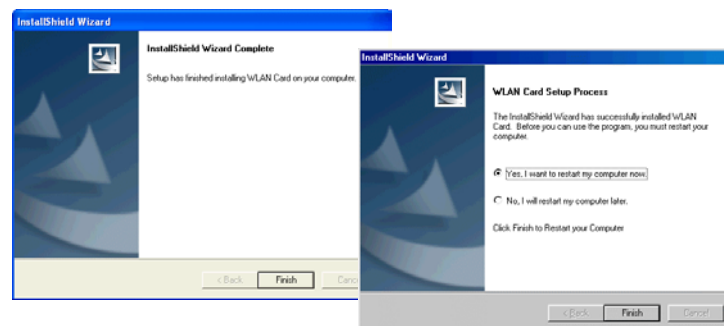 InstallShield Wizard
InstallShield Wizard Complete
Setup has finished installing WLAN Card on your computer.
< Back
Finish
InstallShield Wizard
WLAN Card Setup Process
The InstallShield Wizard has successfully installed WLAN
Card. Before you can use the program, you must restart your
computer.
Yes, I want to restart my computer now.
No, I will restart my computer later.
Click Finish to Restart your Computer
< Back
Finish
Cancel